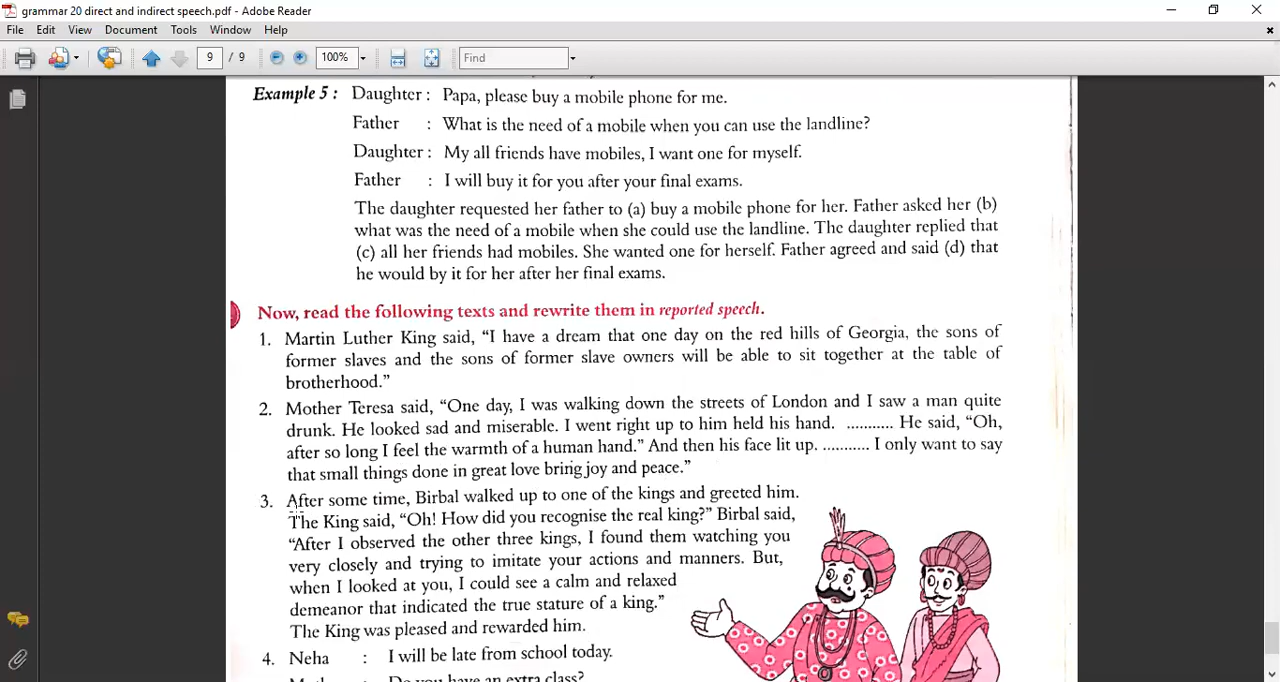 grammar 20 direct and indirect speech.pdf - Adobe Reader
File Edit View Document Tools Window Help
9 / 9 100% Find
Example 5 : Daughter : Papa, please buy a mobile phone for me.
Father : What is the need of a mobile when you can use the landline?
Daughter : My all friends have mobiles, I want one for myself.
Father : I will buy it for you after your final exams.
The daughter requested her father to (a) buy a mobile phone for her. Father asked her (b)
what was the need of a mobile when she could use the landline. The daughter replied that
(c) all her friends had mobiles. She wanted one for herself. Father agreed and said (d) that
he would by it for her after her final exams.
Now, read the following texts and rewrite them in reported speech.
1. Martin Luther King said, “I have a dream that one day on the red hills of Georgia, the sons of
former slaves and the sons of former slave owners will be able to sit together at the table of
brotherhood.”
2. Mother Teresa said, “One day, I was walking down the streets of London and I saw a man quite
drunk. He looked sad and miserable. I went right up to him held his hand. ........... He said, “Oh,
after so long I feel the warmth of a human hand.” And then his face lit up. ........... I only want to say
that small things done in great love bring joy and peace.”
3. After some time, Birbal walked up to one of the kings and greeted him.
The King said, “Oh! How did you recognise the real king?” Birbal said,
“After I observed the other three kings, I found them watching you
very closely and trying to imitate your actions and manners. But,
when I looked at you, I could see a calm and relaxed
demeanor that indicated the true stature of a king.”
The King was pleased and rewarded him.
4. Neha : I will be late from school today.
: Do you have an extra class?